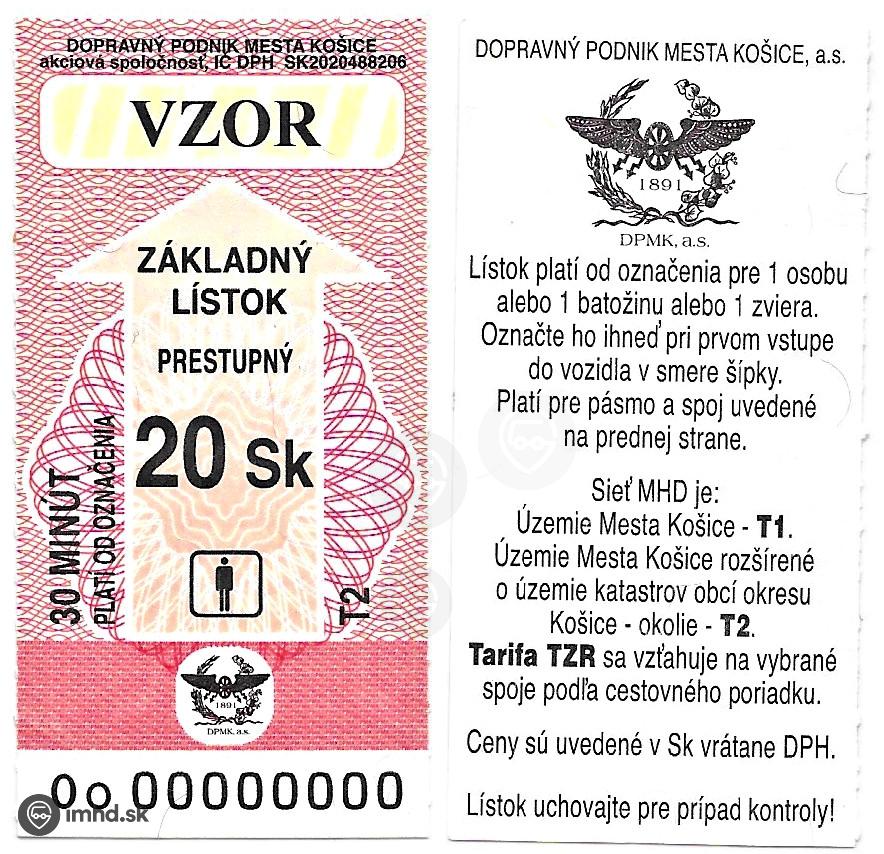 DOPRAVNÝ PODNIK MESTA KOŠICE
akciová spoločnosť, IČ DPH SK2020488206
VZOR
ZÁKLADNÝ
LÍSTOK
PRESTUPNÝ
20 Sk
30 MINÚT
PLATÍ OD OZNAČENIA
T2
1891
DPMK, a.s.
Oo 00000000
imhd.sk
DOPRAVNÝ PODNIK MESTA KOŠICE, a.s.
1891
DPMK, a.s.
Lístok platí od označenia pre 1 osobu
alebo 1 batožinu alebo 1 zviera.
Označte ho ihneď pri prvom vstupe
do vozidla v smere šípky.
Platí pre pásmo a spoj uvedené
na prednej strane.
Sieť MHD je:
Územie Mesta Košice - T1.
Územie Mesta Košice rozšírené
o územie katastrov obcí okresu
Košice - okolie - T2.
Tarifa TZR sa vzťahuje na vybrané
spoje podľa cestovného poriadku.
Ceny sú uvedené v Sk vrátane DPH.
Lístok uchovajte pre prípad kontroly!